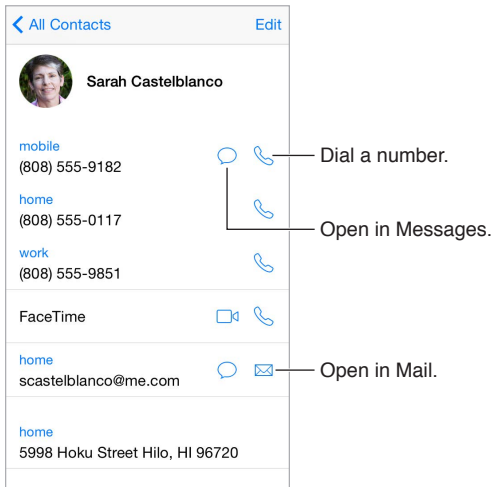 All Contacts Edit
Sarah Castelblanco
mobile
(808) 555-9182
Dial a number.
home
(808) 555-0117
Open in Messages.
work
(808) 555-9851
FaceTime
home
scastelblanco@me.com
Open in Mail.
home
5998 Hoku Street Hilo, HI 96720